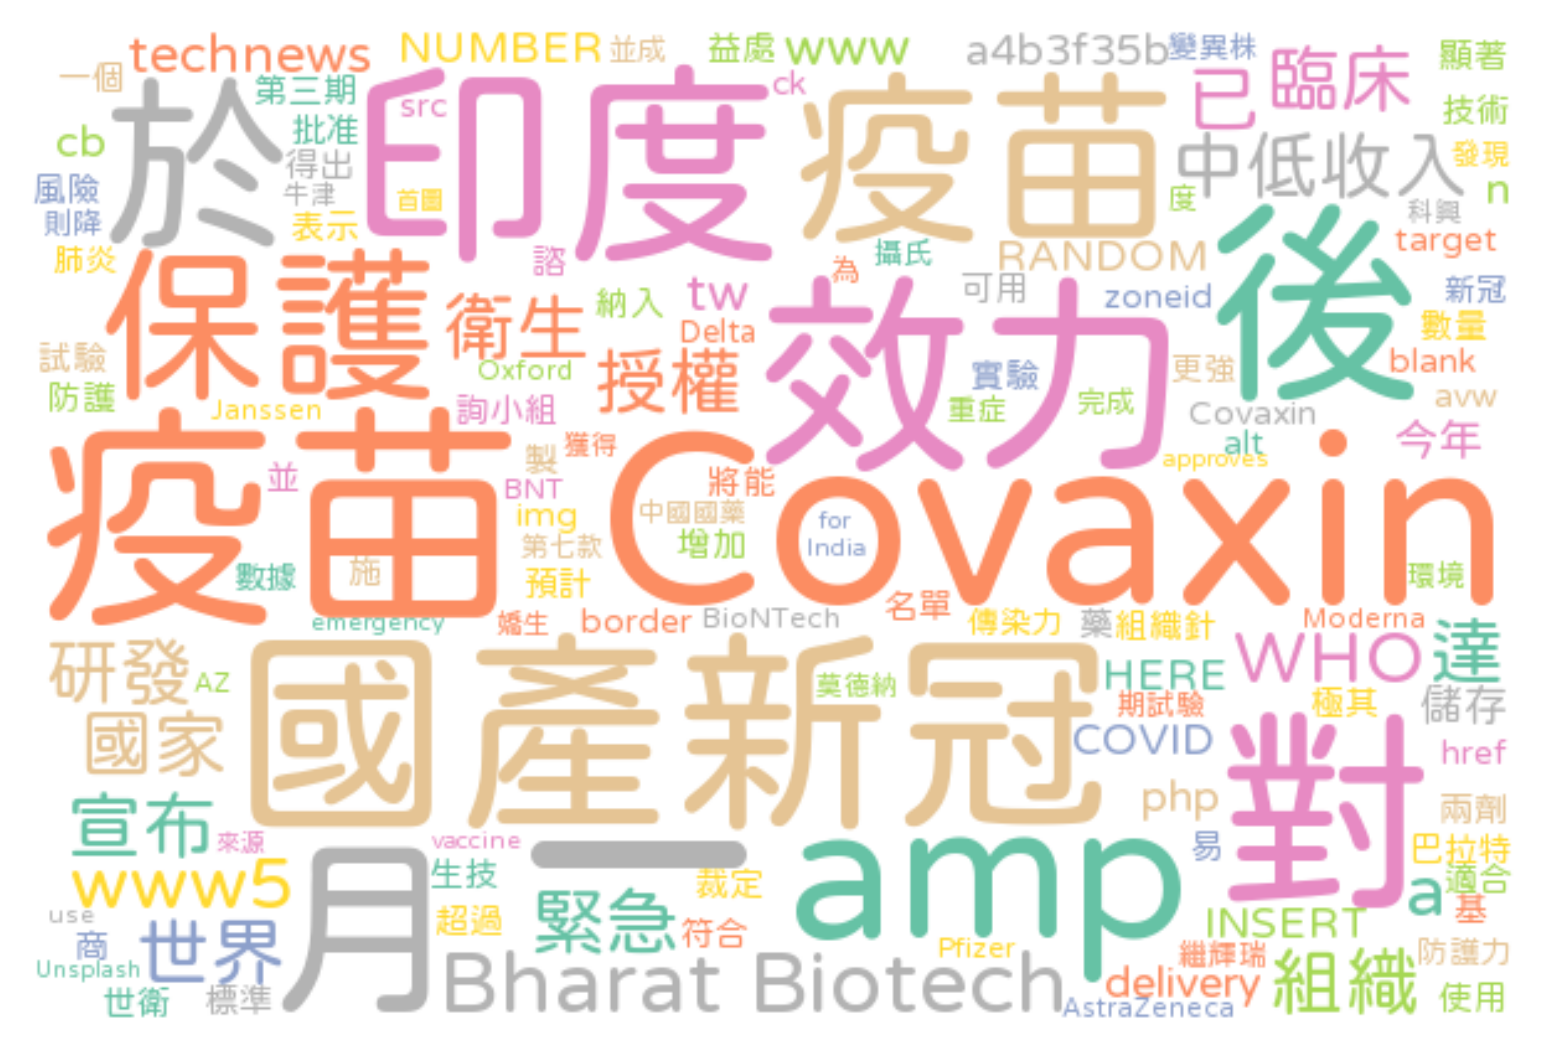 technews
NUMBER
並成
益處
www
a4b3f35b
變異株
顯著
一個
第三期
src
ck
已
臨床
技術
於
印度
疫苗
cb
批准
中低收入
發現
得出
風險
牛津
首圖
度
n
則降
表示
科興
肺炎
諮
為
攝氏
RANDOM
後
target
保護
衛生
納入
tw
可用
zoneid
新冠
Delta
效力
數量
試驗
Oxford
授權
實驗
更強
blank
防護
Janssen
詢小組
重症
完成
Covaxin
avw
alt
今年
疫苗
並
製
獲得
approves
BNT
將能
Covaxin
img
中國國藥
for
India
第七款
增加
數據
施
預計
環境
emergency
嬌生
border
BioNTech
名單
傳染力
藥
組織針
Moderna
研發
AZ
國產新冠
莫德納
HERE
WHO
達
期試驗
極其
儲存
國家
COVID
對
href
php
兩劑
宣布
來源
vaccine
一
amp
易
巴拉特
www5
月
生技
裁定
a
適合
use
超過
緊急
符合
INSERT
基
商
世界
Pfizer
繼輝瑞
防護力
Unsplash
Bharat Biotech
delivery
組織
世衛
標準
AstraZeneca
使用